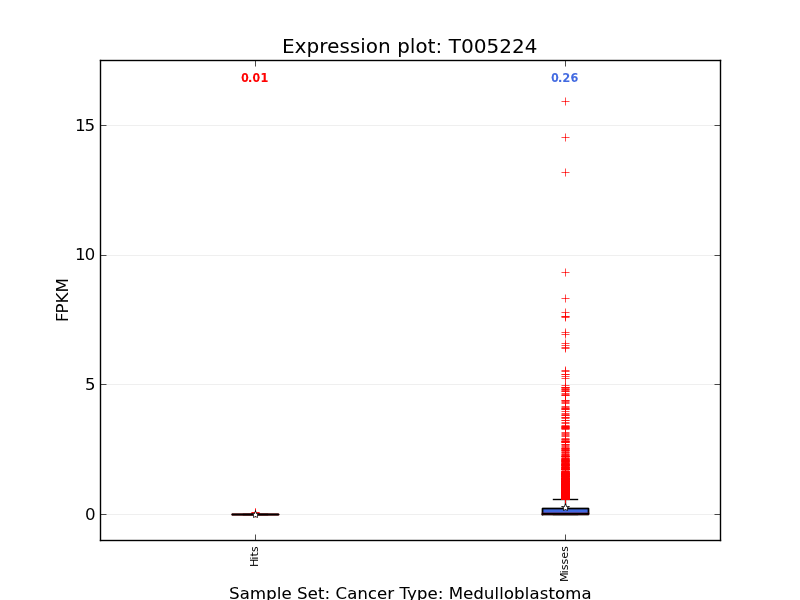 Expression plot: T005224
0.01
0.26
15
10
5
0
FPKM
Hits
Misses
Sample Set: Cancer Type: Medulloblastoma